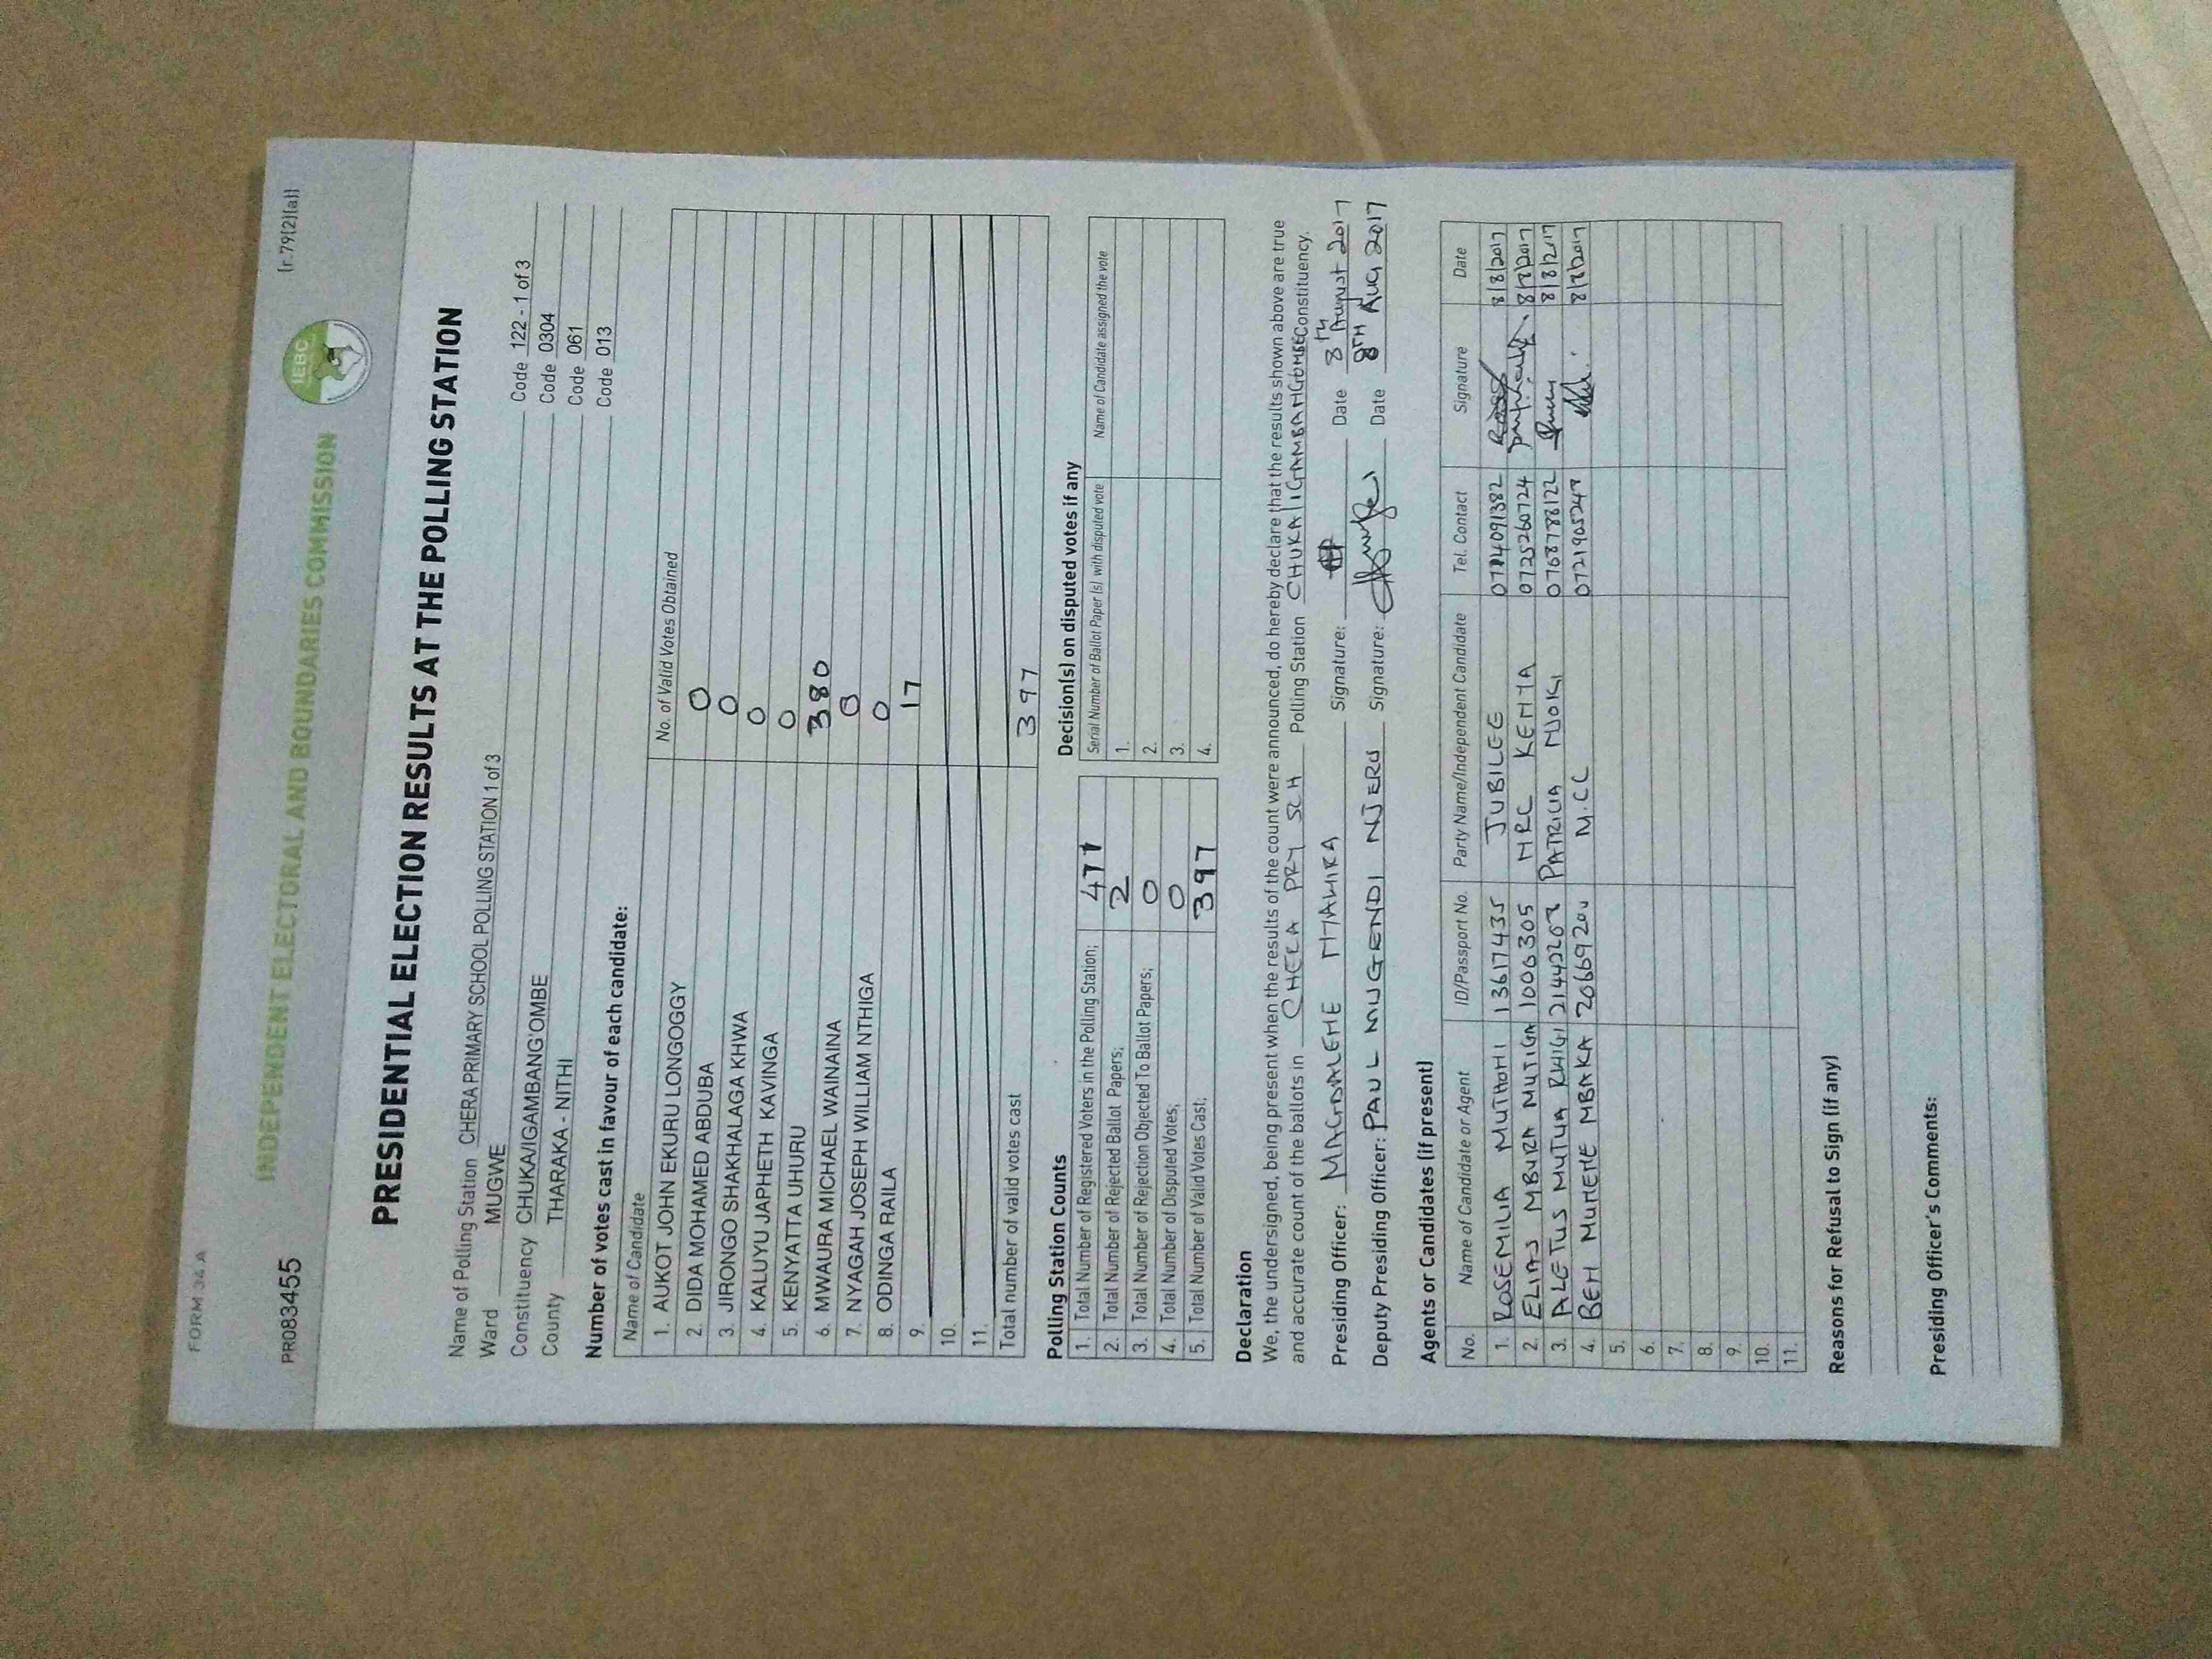 FORM 34 A
INDEPENDENT ELECTORAL AND BOUNDARIES COMMISSION
IEBC
(r.79(2)(a))
PR083455
PRESIDENTIAL ELECTION RESULTS AT THE POLLING STATION
Name of Polling Station CHERA PRIMARY SCHOOL POLLING STATION 1 of 3 Code 122 - 1 of 3
Ward MUGWE Code 0304
Constituency CHUKA/IGAMBANG'OMBE Code 061
County THARAKA - NITHI Code 013
Number of votes cast in favour of each candidate:
Name of Candidate No. of Valid Votes Obtained
1. AUKOT JOHN EKURU LONGOGGY 0
2. DIDA MOHAMED ABDUBA 0
3. JIRONGO SHAKHALAGA KHWA 0
4. KALUYU JAPHETH KAVINGA 0
5. KENYATTA UHURU 380
6. MWAURA MICHAEL WAINAINA 0
7. NYAGAH JOSEPH WILLIAM NTHIGA 0
8. ODINGA RAILA 17
9.
10.
11.
Total number of valid votes cast 397
Polling Station Counts
1. Total Number of Registered Voters in the Polling Station; 477
2. Total Number of Rejected Ballot Papers; 2
3. Total Number of Rejection Objected To Ballot Papers; 0
4. Total Number of Disputed Votes; 0
5. Total Number of Valid Votes Cast; 397
Decision(s) on disputed votes if any
Serial Number of Ballot Paper (s) with disputed vote Name of Candidate assigned the vote
1.
2.
3.
4.
Declaration
We, the undersigned, being present when the results of the count were announced, do hereby declare that the results shown above are true
and accurate count of the ballots in CHERA PRY SCH Polling Station CHUKA IGAMBANGOMBE Constituency.
Presiding Officer: MAGDALENE Signature: Date 8TH August 2017
Deputy Presiding Officer: PAUL MUGENDI NJERU Signature: Date 8TH AUG 2017
Agents or Candidates (if present)
No. Name of Candidate or Agent ID/Passport No. Party Name/Independent Candidate Tel. Contact Signature Date
1. ROSEMILIA MUTHONI 13617435 JUBILEE 8/8/2017
2. ELIAS MBURA MUTIGA 11006305 NRC KENYA 0725260724 8/8/2017
3. ALETUS MUTUA PATRICIA NJOKI 0768788122 8/8/2017
4. BEN MUNENE MBAKA M.CC 0721905247 8/8/2017
5.
6.
7.
8.
9.
10.
11.
Reasons for Refusal to Sign (if any)
Presiding Officer's Comments: